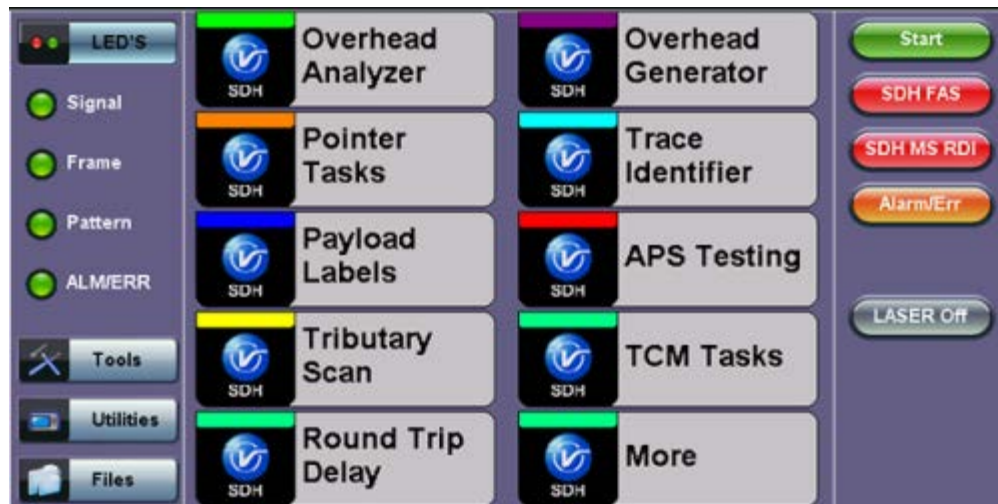 LED'S
Signal
Frame
Pattern
ALM/ERR
Tools
Utilities
Files
SDH
Overhead
Analyzer
SDH
Overhead
Generator
SDH
Pointer
Tasks
SDH
Trace
Identifier
SDH
Payload
Labels
SDH
APS Testing
SDH
Tributary
Scan
SDH
TCM Tasks
SDH
Round Trip
Delay
SDH
More
Start
SDH FAS
SDH MS RDI
Alarm/Err
LASER Off